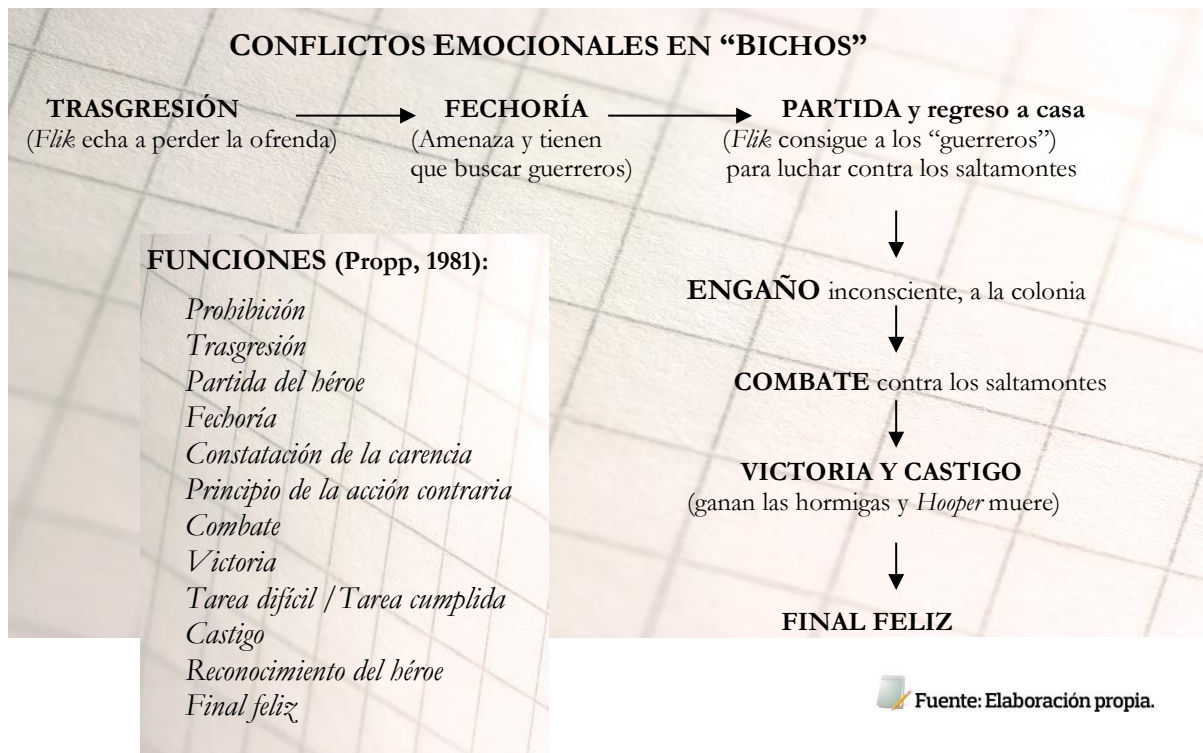 CONFLICTOS EMOCIONALES EN “BICHOS”
TRASGRESIÓN
(Flik echa a perder la ofrenda)
FECHORÍA
(Amenaza y tienen
que buscar guerreros)
PARTIDA y regreso a casa
(Flik consigue a los “guerreros”)
para luchar contra los saltamontes
ENGAÑO inconsciente, a la colonia
COMBATE contra los saltamontes
VICTORIA Y CASTIGO
(ganan las hormigas y Hooper muere)
FINAL FELIZ
FUNCIONES (Propp, 1981):
Prohibición
Trasgresión
Partida del héroe
Fechoría
Constatación de la carencia
Principio de la acción contraria
Combate
Victoria
Tarea difícil /Tarea cumplida
Castigo
Reconocimiento del héroe
Final feliz
Fuente: Elaboración propia.